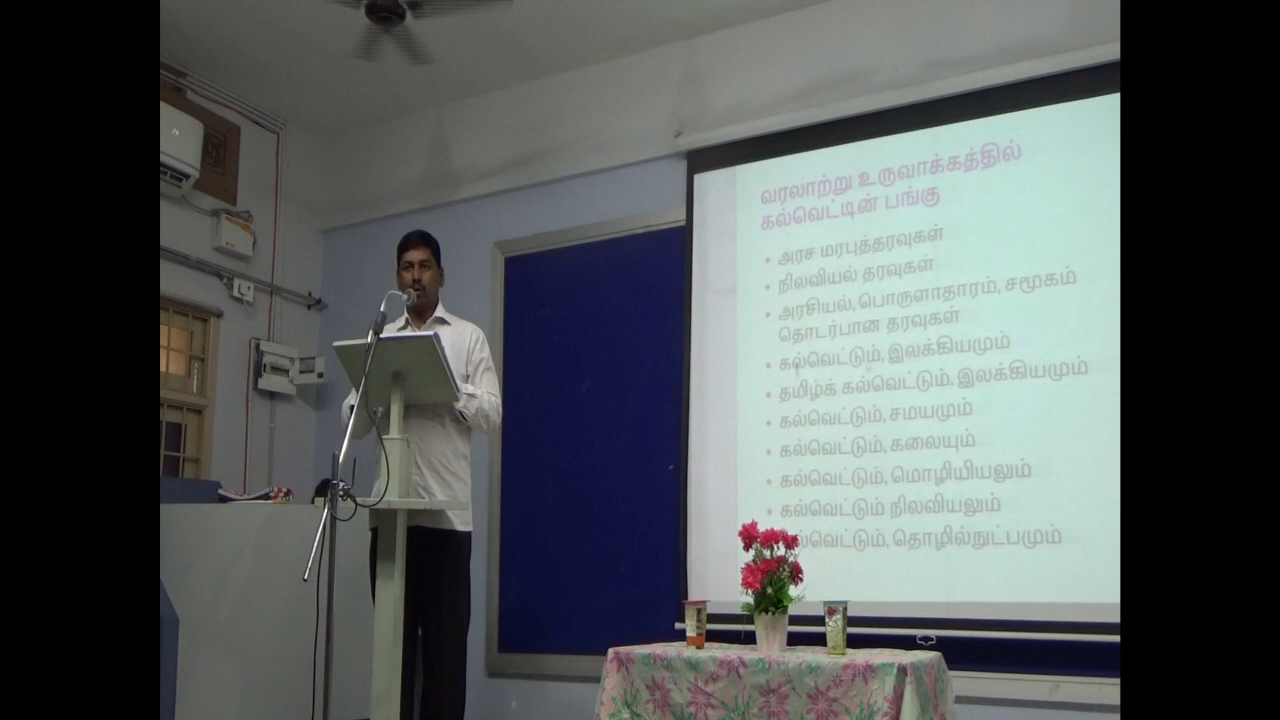 வரலாற்று உருவாக்கத்தில்
கல்வெட்டின் பங்கு
• அரச மரபுத்தரவுகள்
• நிலவியல் தரவுகள்
• அரசியல், பொருளாதாரம், சமூகம்
தொடர்பான தரவுகள்
• கல்வெட்டும், இலக்கியமும்
• தமிழ்க் கல்வெட்டும், இலக்கியமும்
• கல்வெட்டும், சமயமும்
• கல்வெட்டும், கலையும்
• கல்வெட்டும், மொழியியலும்
• கல்வெட்டும் நிலவியலும்
கல்வெட்டும், தொழில்நுட்பமும்